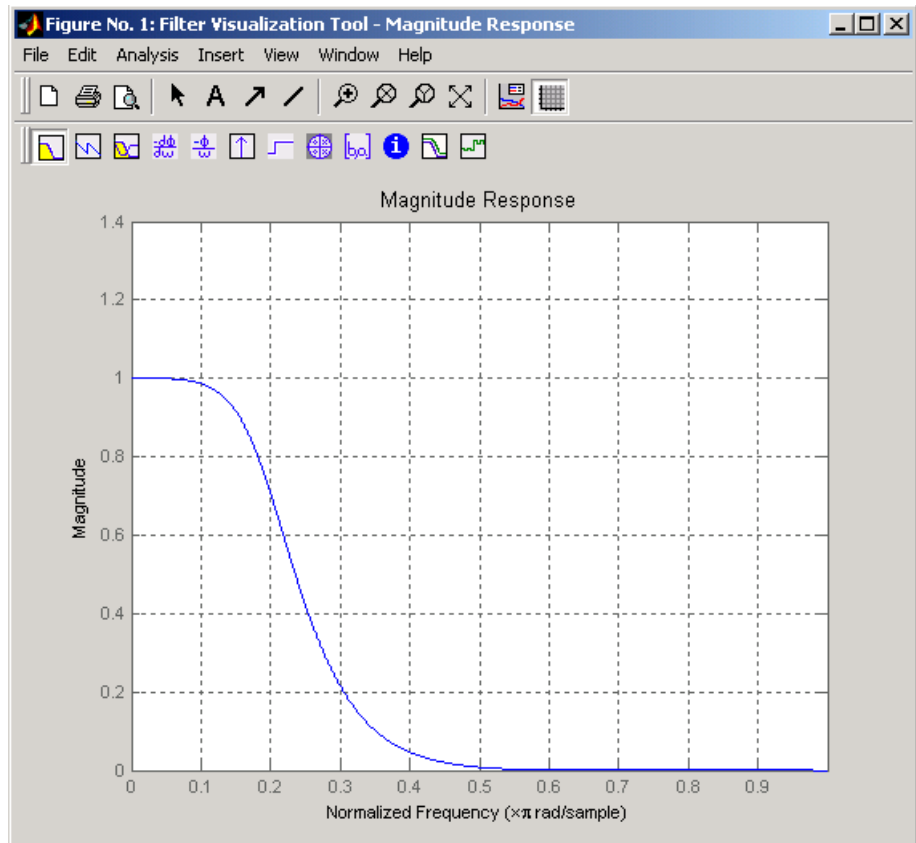 Figure No. 1: Filter Visualization Tool - Magnitude Response
File Edit Analysis Insert View Window Help
A
Magnitude Response
1.4
1.2
1
0.8
0.6
0.4
0.2
0
Magnitude
0 0.1 0.2 0.3 0.4 0.5 0.6 0.7 0.8 0.9
Normalized Frequency (×π rad/sample)